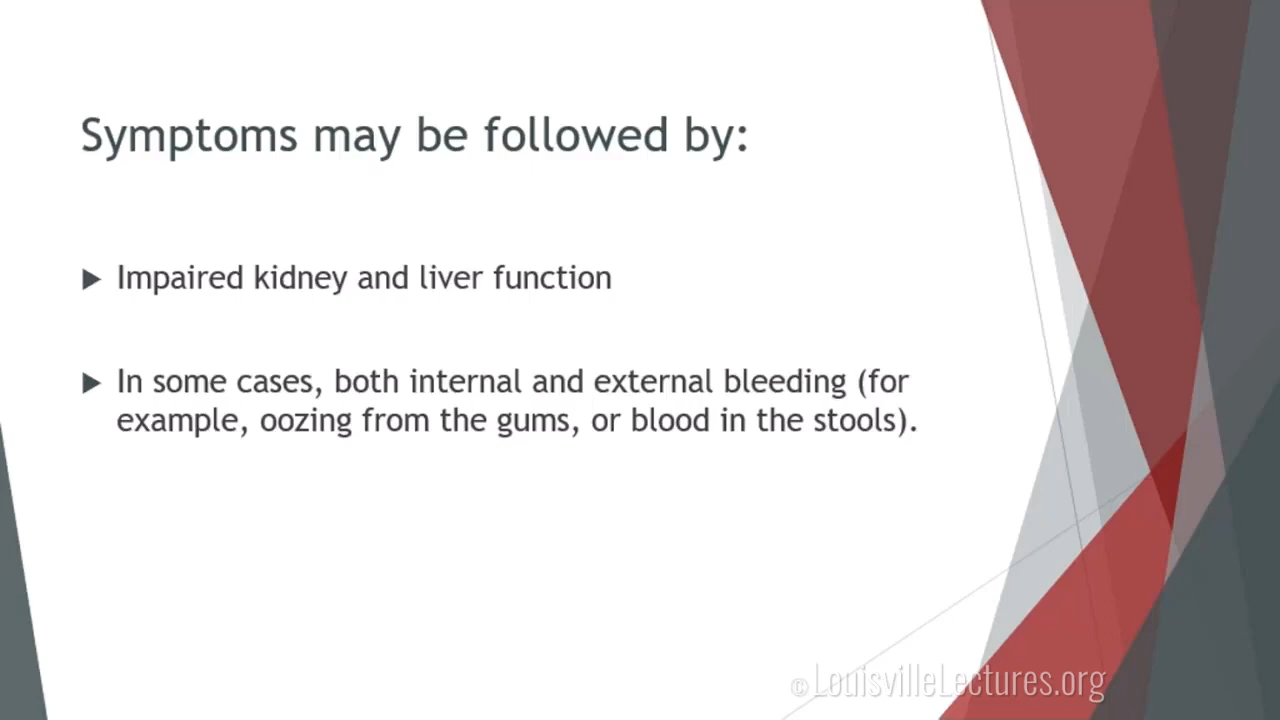 Symptoms may be followed by:
Impaired kidney and liver function
In some cases, both internal and external bleeding (for
example, oozing from the gums, or blood in the stools).
©LouisvilleLectures.org